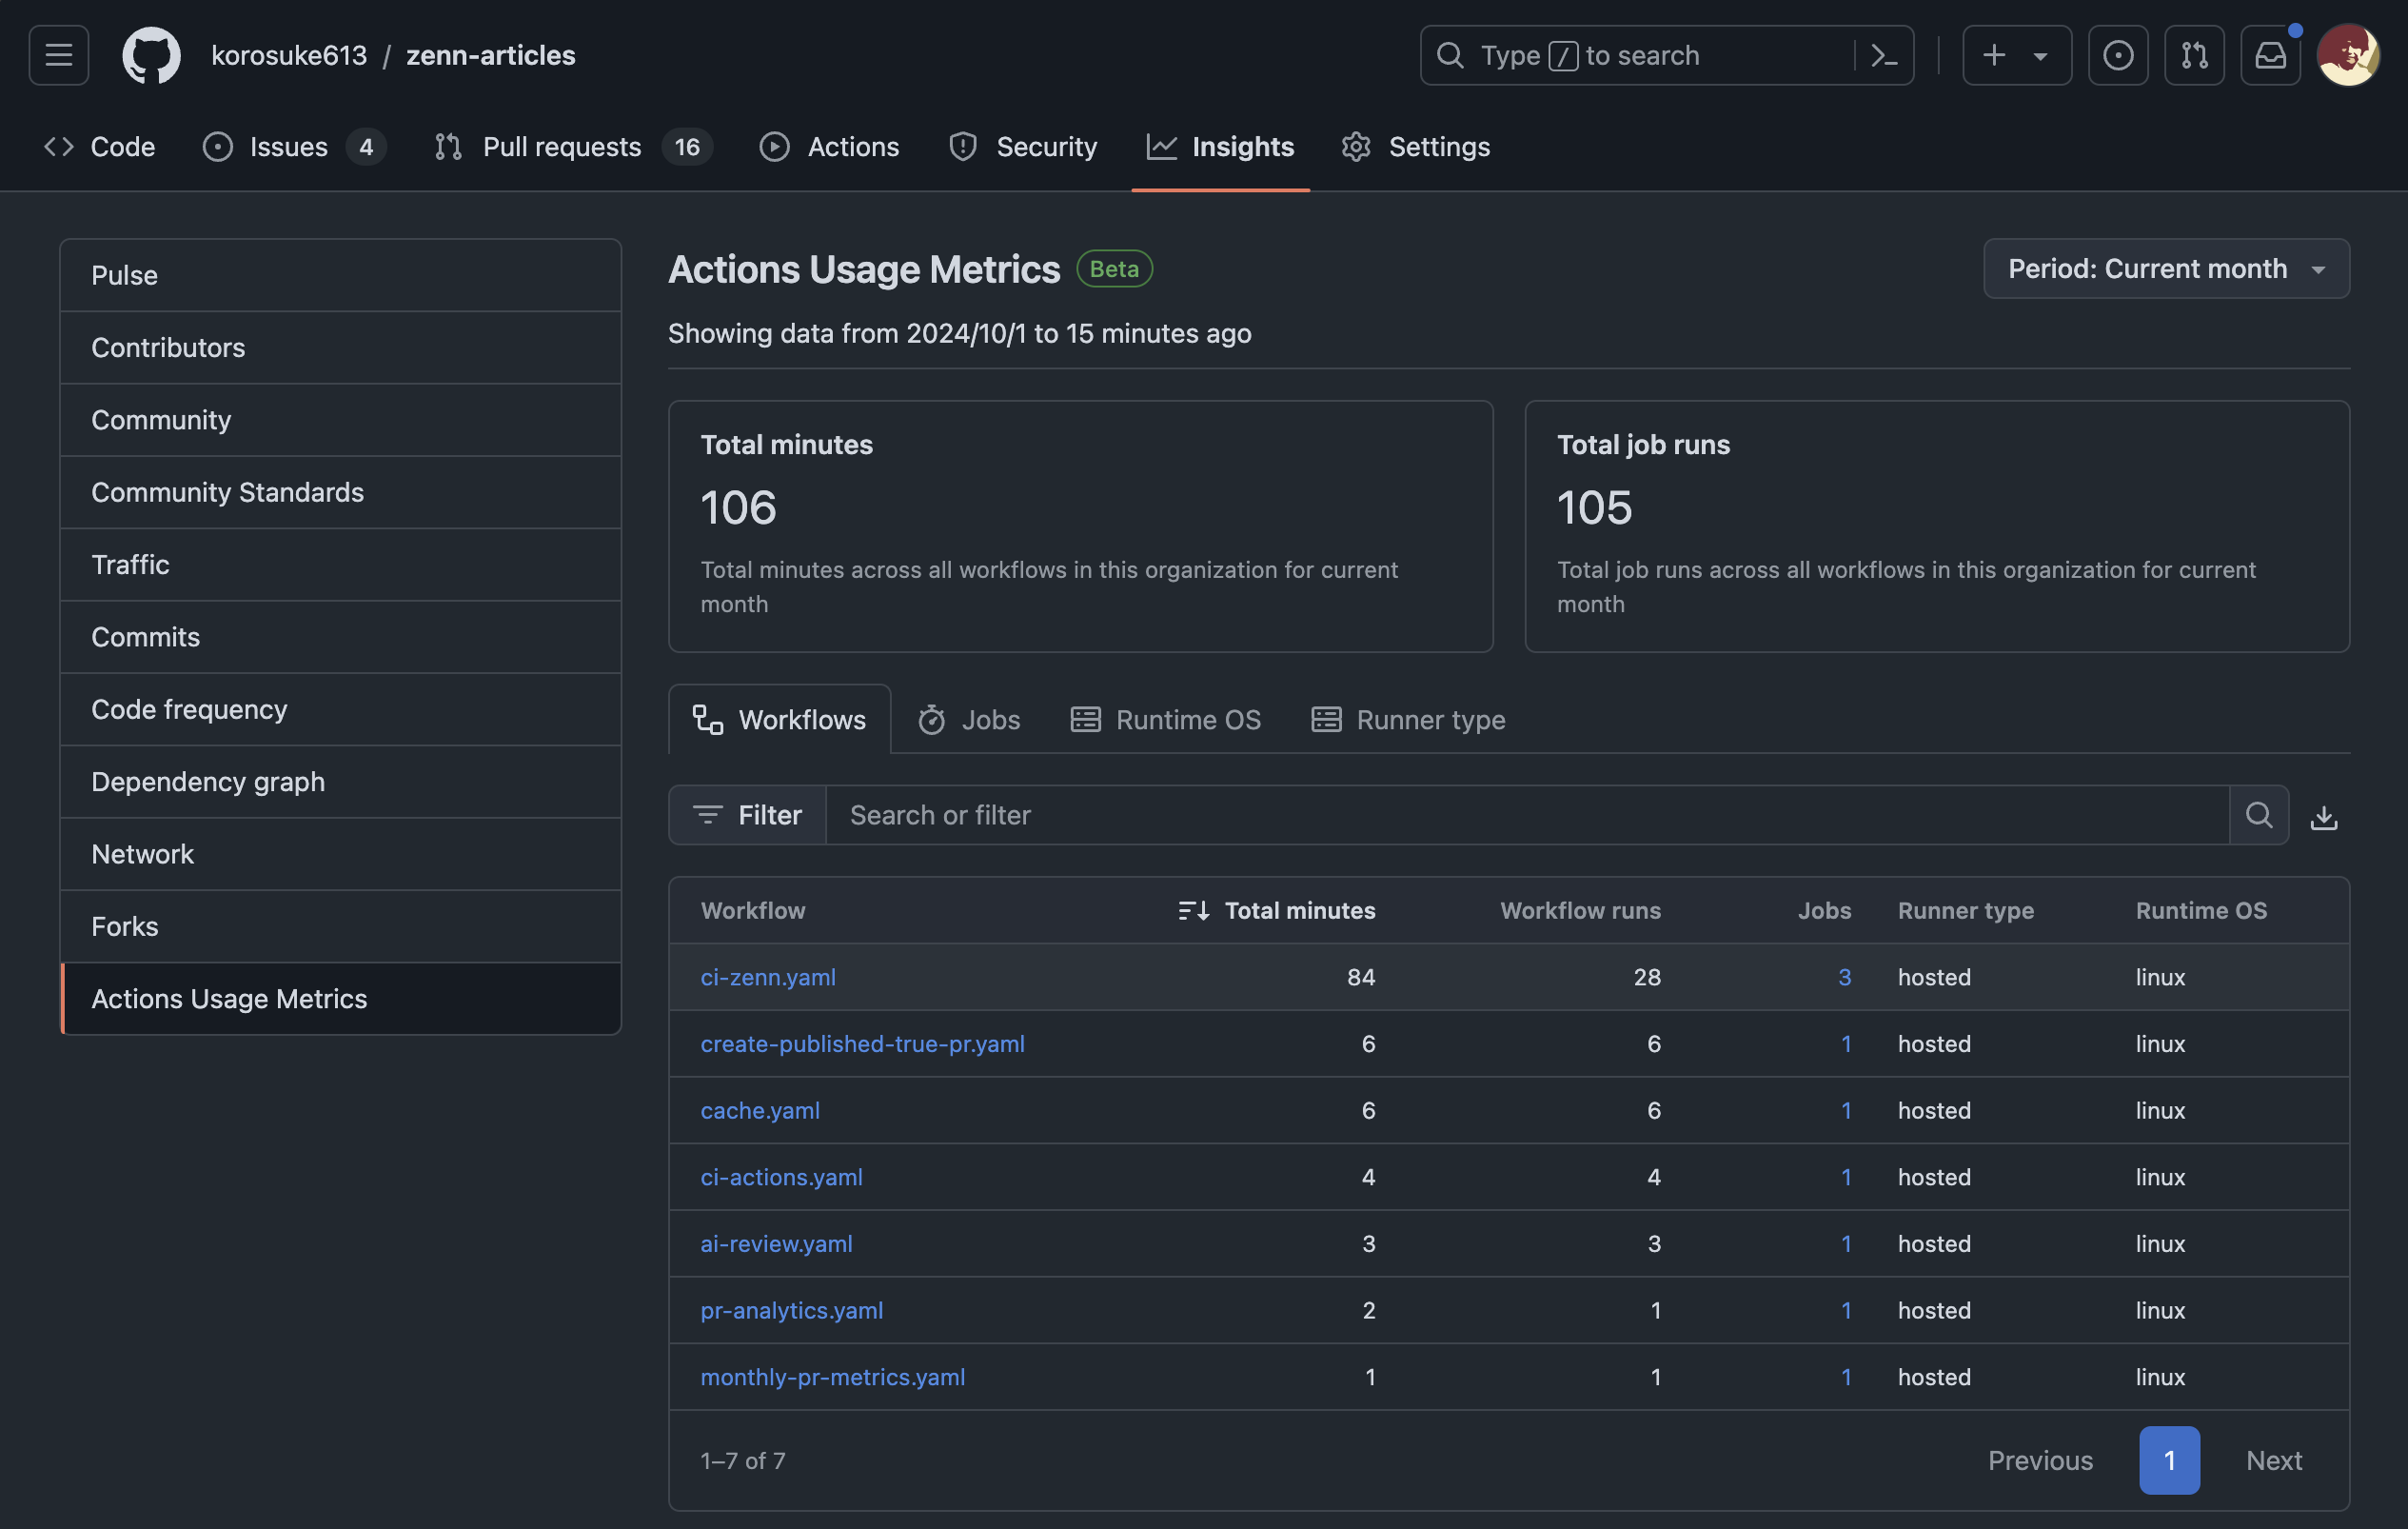 korosuke613 / zenn-articles
Type / to search
Code
Issues 4
Pull requests 16
Actions
Security
Insights
Settings
Pulse
Contributors
Community
Community Standards
Traffic
Commits
Code frequency
Dependency graph
Network
Forks
Actions Usage Metrics
Actions Usage Metrics Beta
Period: Current month
Showing data from 2024/10/1 to 15 minutes ago
Total minutes
106
Total minutes across all workflows in this organization for current
month
Total job runs
105
Total job runs across all workflows in this organization for current
month
Workflows
Jobs
Runtime OS
Runner type
Filter
Search or filter
Workflow Total minutes Workflow runs Jobs Runner type Runtime OS
ci-zenn.yaml 84 28 3 hosted linux
create-published-true-pr.yaml 6 6 1 hosted linux
cache.yaml 6 6 1 hosted linux
ci-actions.yaml 4 4 1 hosted linux
ai-review.yaml 3 3 1 hosted linux
pr-analytics.yaml 2 1 1 hosted linux
monthly-pr-metrics.yaml 1 1 1 hosted linux
1–7 of 7
Previous 1 Next